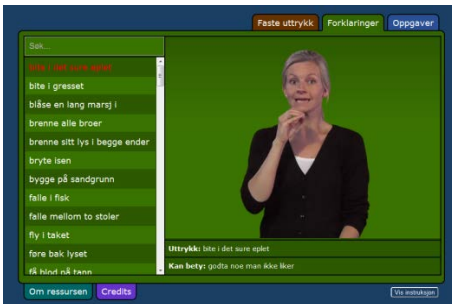 Faste uttrykk
Forklaringer
Oppgaver
Søk...
bite i det sure eplet
bite i gresset
blåse en lang marsj i
brenne alle broer
brenne sitt lys i begge ender
bryte isen
bygge på sandgrunn
falle i fisk
falle mellom to stoler
fly i taket
føre bak lyset
få blod på tann
Uttrykk: bite i det sure eplet
Kan bety: godta noe man ikke liker
Om ressursen
Credits
Vis instruksjon